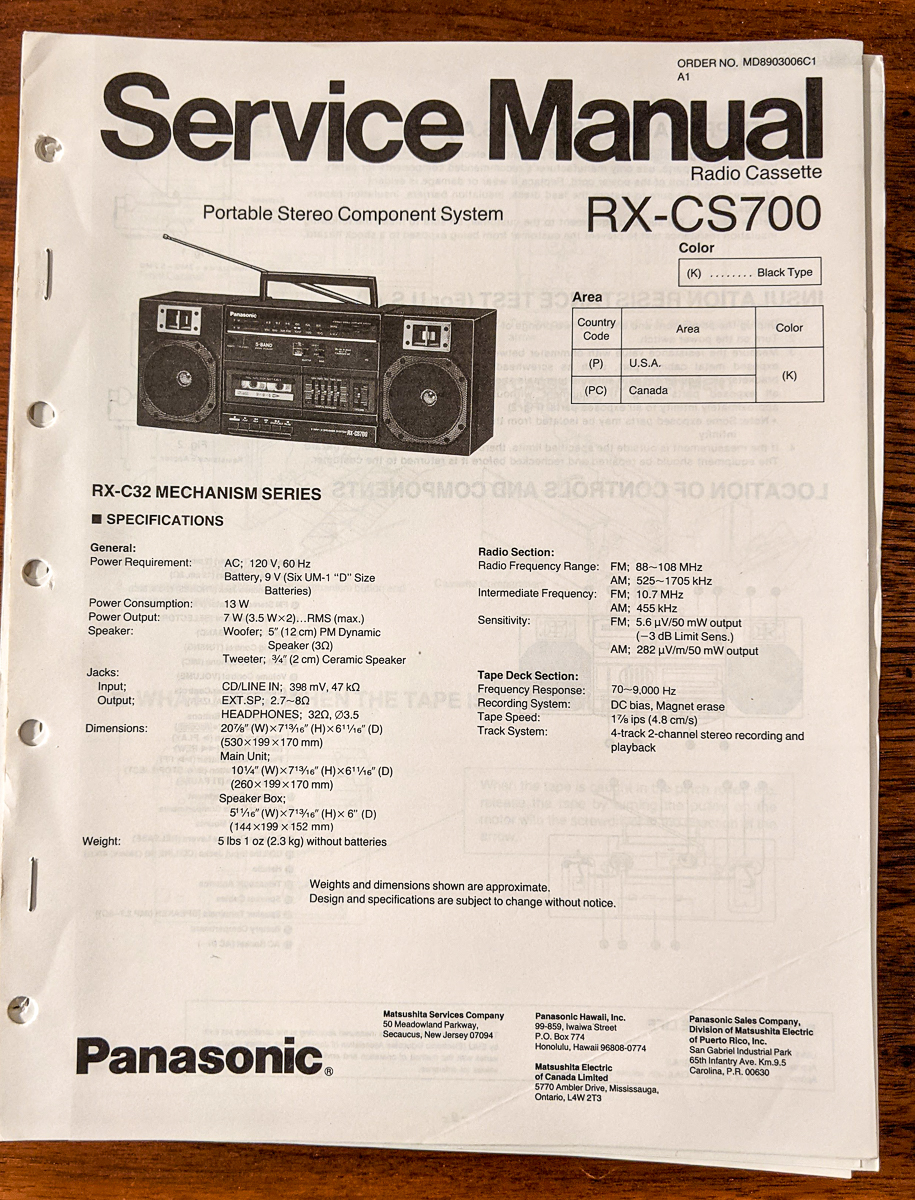 ORDER NO. MD8903006C1
A1
Service Manual
Radio Cassette
Portable Stereo Component System
RX-CS700
Color
(K) ........ Black Type
Area
Country Code Area Color
(P) U.S.A. (K)
(PC) Canada
Panasonic
S-BAND
RX-CS700
RX-C32 MECHANISM SERIES
■ SPECIFICATIONS
General:
Power Requirement: AC; 120 V, 60 Hz
Battery, 9 V (Six UM-1 "D" Size
Batteries)
Power Consumption: 13 W
Power Output: 7 W (3.5 W×2)...RMS (max.)
Speaker: Woofer; 5" (12 cm) PM Dynamic
Speaker (3Ω)
Tweeter; ¾" (2 cm) Ceramic Speaker
Jacks:
Input; CD/LINE IN; 398 mV, 47 kΩ
Output; EXT.SP; 2.7~8Ω
HEADPHONES; 32Ω, Ø3.5
Dimensions: 20⅞" (W)×7¹³⁄₁₆" (H)×6¹¹⁄₁₆" (D)
(530×199×170 mm)
Main Unit;
10¼" (W)×7¹³⁄₁₆" (H)×6¹¹⁄₁₆" (D)
(260×199×170 mm)
Speaker Box;
5¹¹⁄₁₆" (W)×7¹³⁄₁₆" (H)×6" (D)
(144×199×152 mm)
Weight: 5 lbs 1 oz (2.3 kg) without batteries
Radio Section:
Radio Frequency Range: FM; 88~108 MHz
AM; 525~1705 kHz
Intermediate Frequency: FM; 10.7 MHz
AM; 455 kHz
Sensitivity: FM; 5.6 µV/50 mW output
(−3 dB Limit Sens.)
AM; 282 µV/m/50 mW output
Tape Deck Section:
Frequency Response: 70~9,000 Hz
Recording System: DC bias, Magnet erase
Tape Speed: 1⅞ ips (4.8 cm/s)
Track System: 4-track 2-channel stereo recording and
playback
Weights and dimensions shown are approximate.
Design and specifications are subject to change without notice.
Panasonic®
Matsushita Services Company
50 Meadowland Parkway,
Secaucus, New Jersey 07094
Panasonic Hawaii, Inc.
99-859, Iwaiwa Street
P.O. Box 774
Honolulu, Hawaii 96808-0774
Matsushita Electric
of Canada Limited
5770 Ambler Drive, Mississauga,
Ontario, L4W 2T3
Panasonic Sales Company,
Division of Matsushita Electric
of Puerto Rico, Inc.
San Gabriel Industrial Park
65th Infantry Ave. Km.9.5
Carolina, P.R. 00630